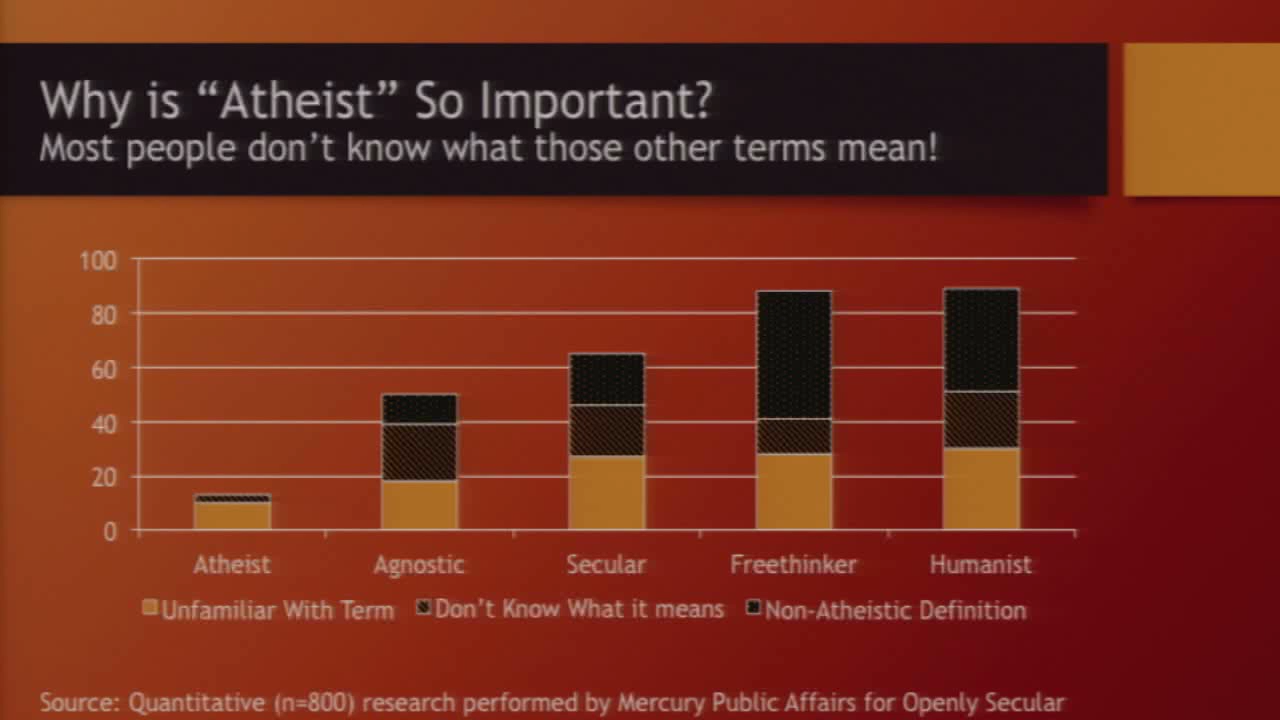 Why is “Atheist” So Important?
Most people don’t know what those other terms mean!
100
80
60
40
20
0
Atheist Agnostic Secular Freethinker Humanist
Unfamiliar With Term Don’t Know What it means Non-Atheistic Definition
Source: Quantitative (n=800) research performed by Mercury Public Affairs for Openly Secular